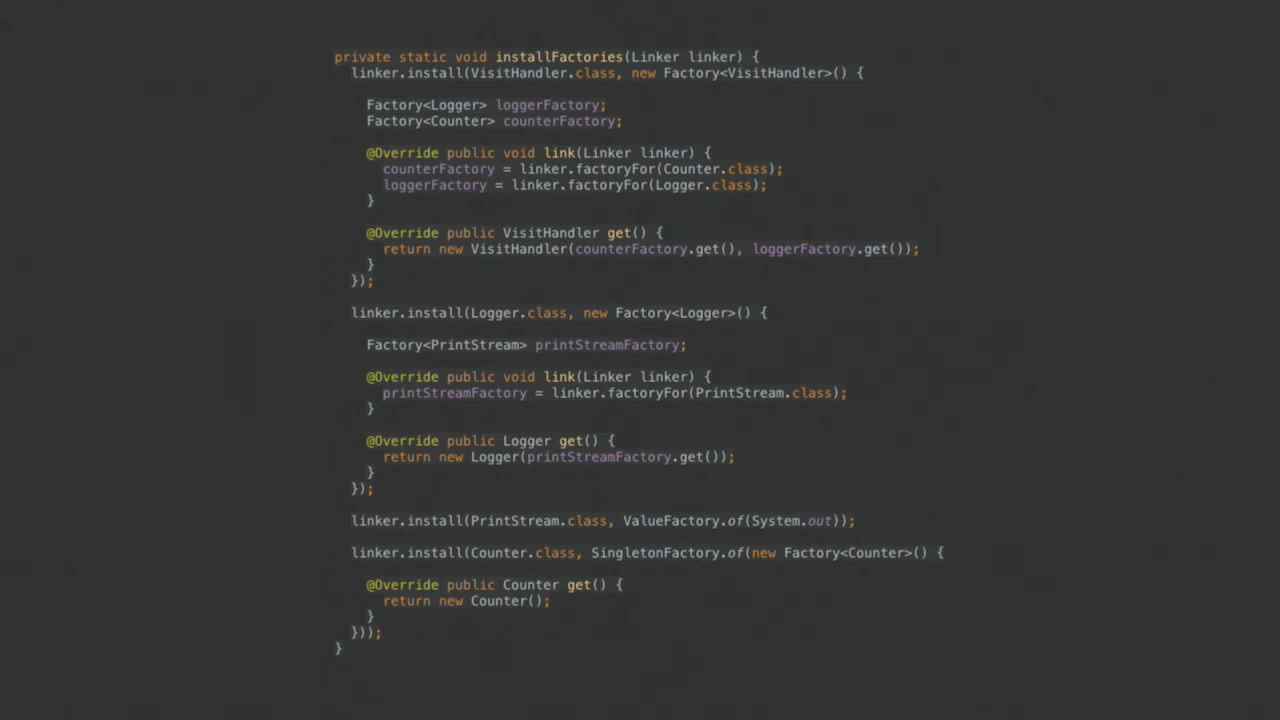 private static void installFactories(Linker linker) {
linker.install(VisitHandler.class, new Factory<VisitHandler>() {
Factory<Logger> loggerFactory;
Factory<Counter> counterFactory;
@Override public void link(Linker linker) {
counterFactory = linker.factoryFor(Counter.class);
loggerFactory = linker.factoryFor(Logger.class);
}
@Override public VisitHandler get() {
return new VisitHandler(counterFactory.get(), loggerFactory.get());
}
});
linker.install(Logger.class, new Factory<Logger>() {
Factory<PrintStream> printStreamFactory;
@Override public void link(Linker linker) {
printStreamFactory = linker.factoryFor(PrintStream.class);
}
@Override public Logger get() {
return new Logger(printStreamFactory.get());
}
});
linker.install(PrintStream.class, ValueFactory.of(System.out));
linker.install(Counter.class, SingletonFactory.of(new Factory<Counter>() {
@Override public Counter get() {
return new Counter();
}
}));
}